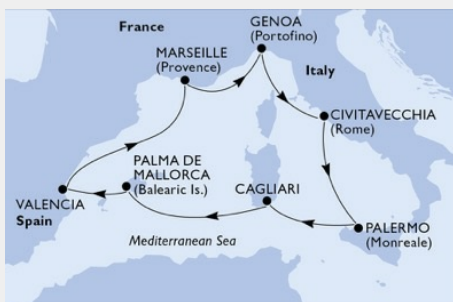 France
GENOA
(Portofino)
MARSEILLE
(Provence)
Italy
CIVITAVECCHIA
(Rome)
PALMA DE
MALLORCA
(Balearic Is.)
CAGLIARI
VALENCIA
Spain
PALERMO
(Monreale)
Mediterranean Sea